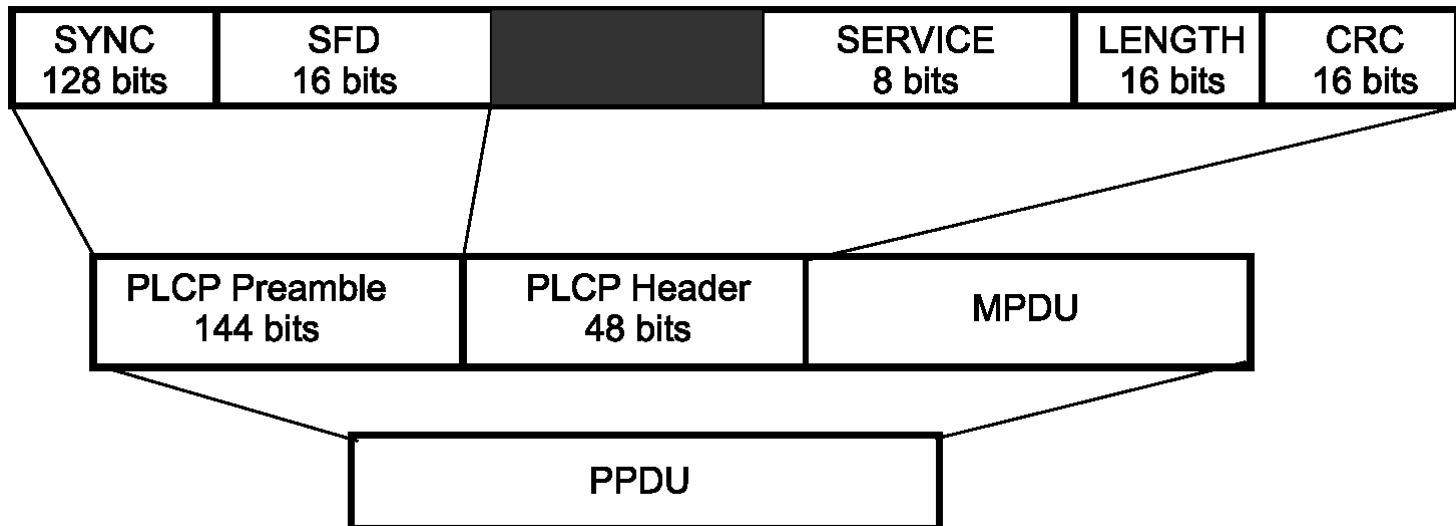 SYNC
128 bits
SFD
16 bits
SERVICE
8 bits
LENGTH
16 bits
CRC
16 bits
PLCP Preamble
144 bits
PLCP Header
48 bits
MPDU
PPDU